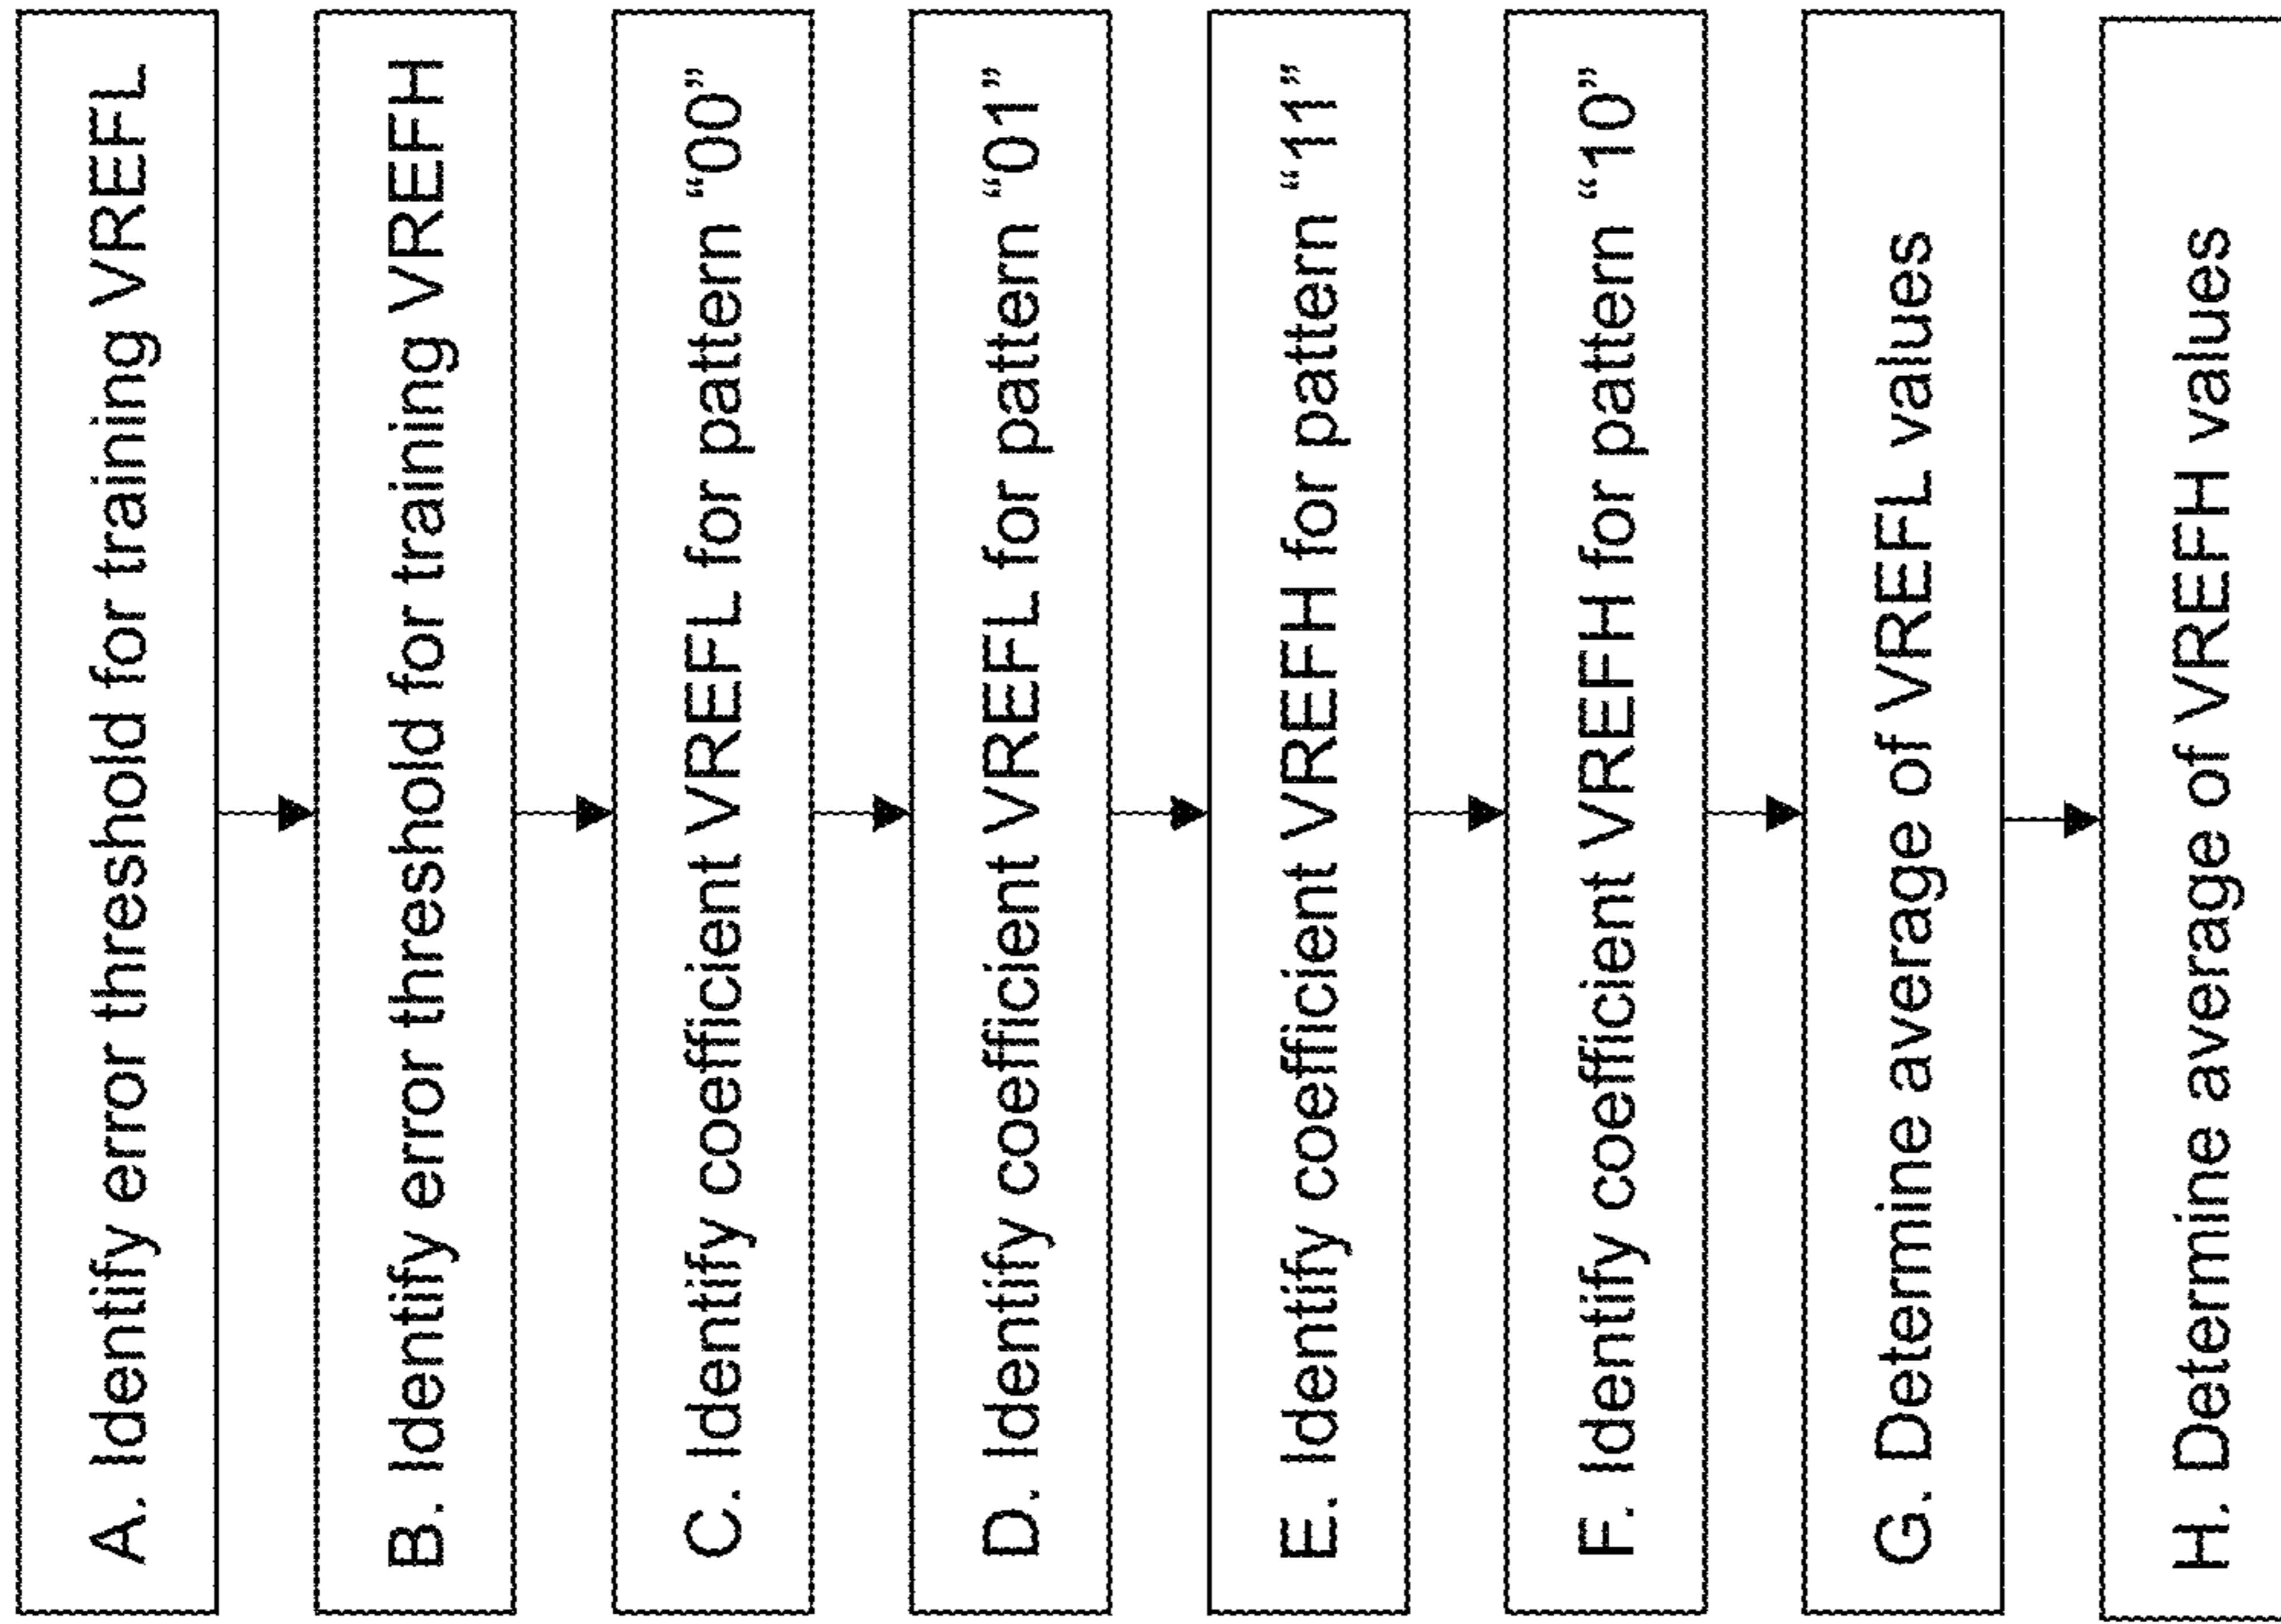 A. Identify error threshold for training VREFL
B. Identify error threshold for training VREFH
C. Identify coefficient VREFL for pattern “00”
D. Identify coefficient VREFL for pattern “01”
E. Identify coefficient VREFH for pattern “11”
F. Identify coefficient VREFH for pattern “10”
G. Determine average of VREFL values
H. Determine average of VREFH values